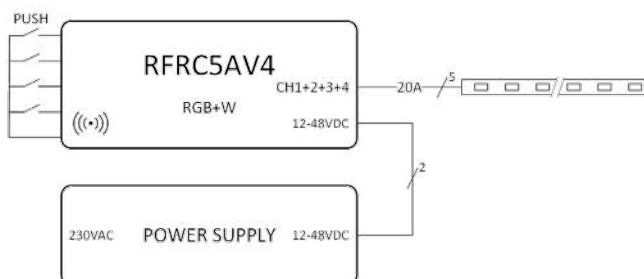 PUSH
RFRC5AV4
CH1+2+3+4
20A
5
RGB+W
12-48VDC
2
230VAC
POWER SUPPLY
12-48VDC